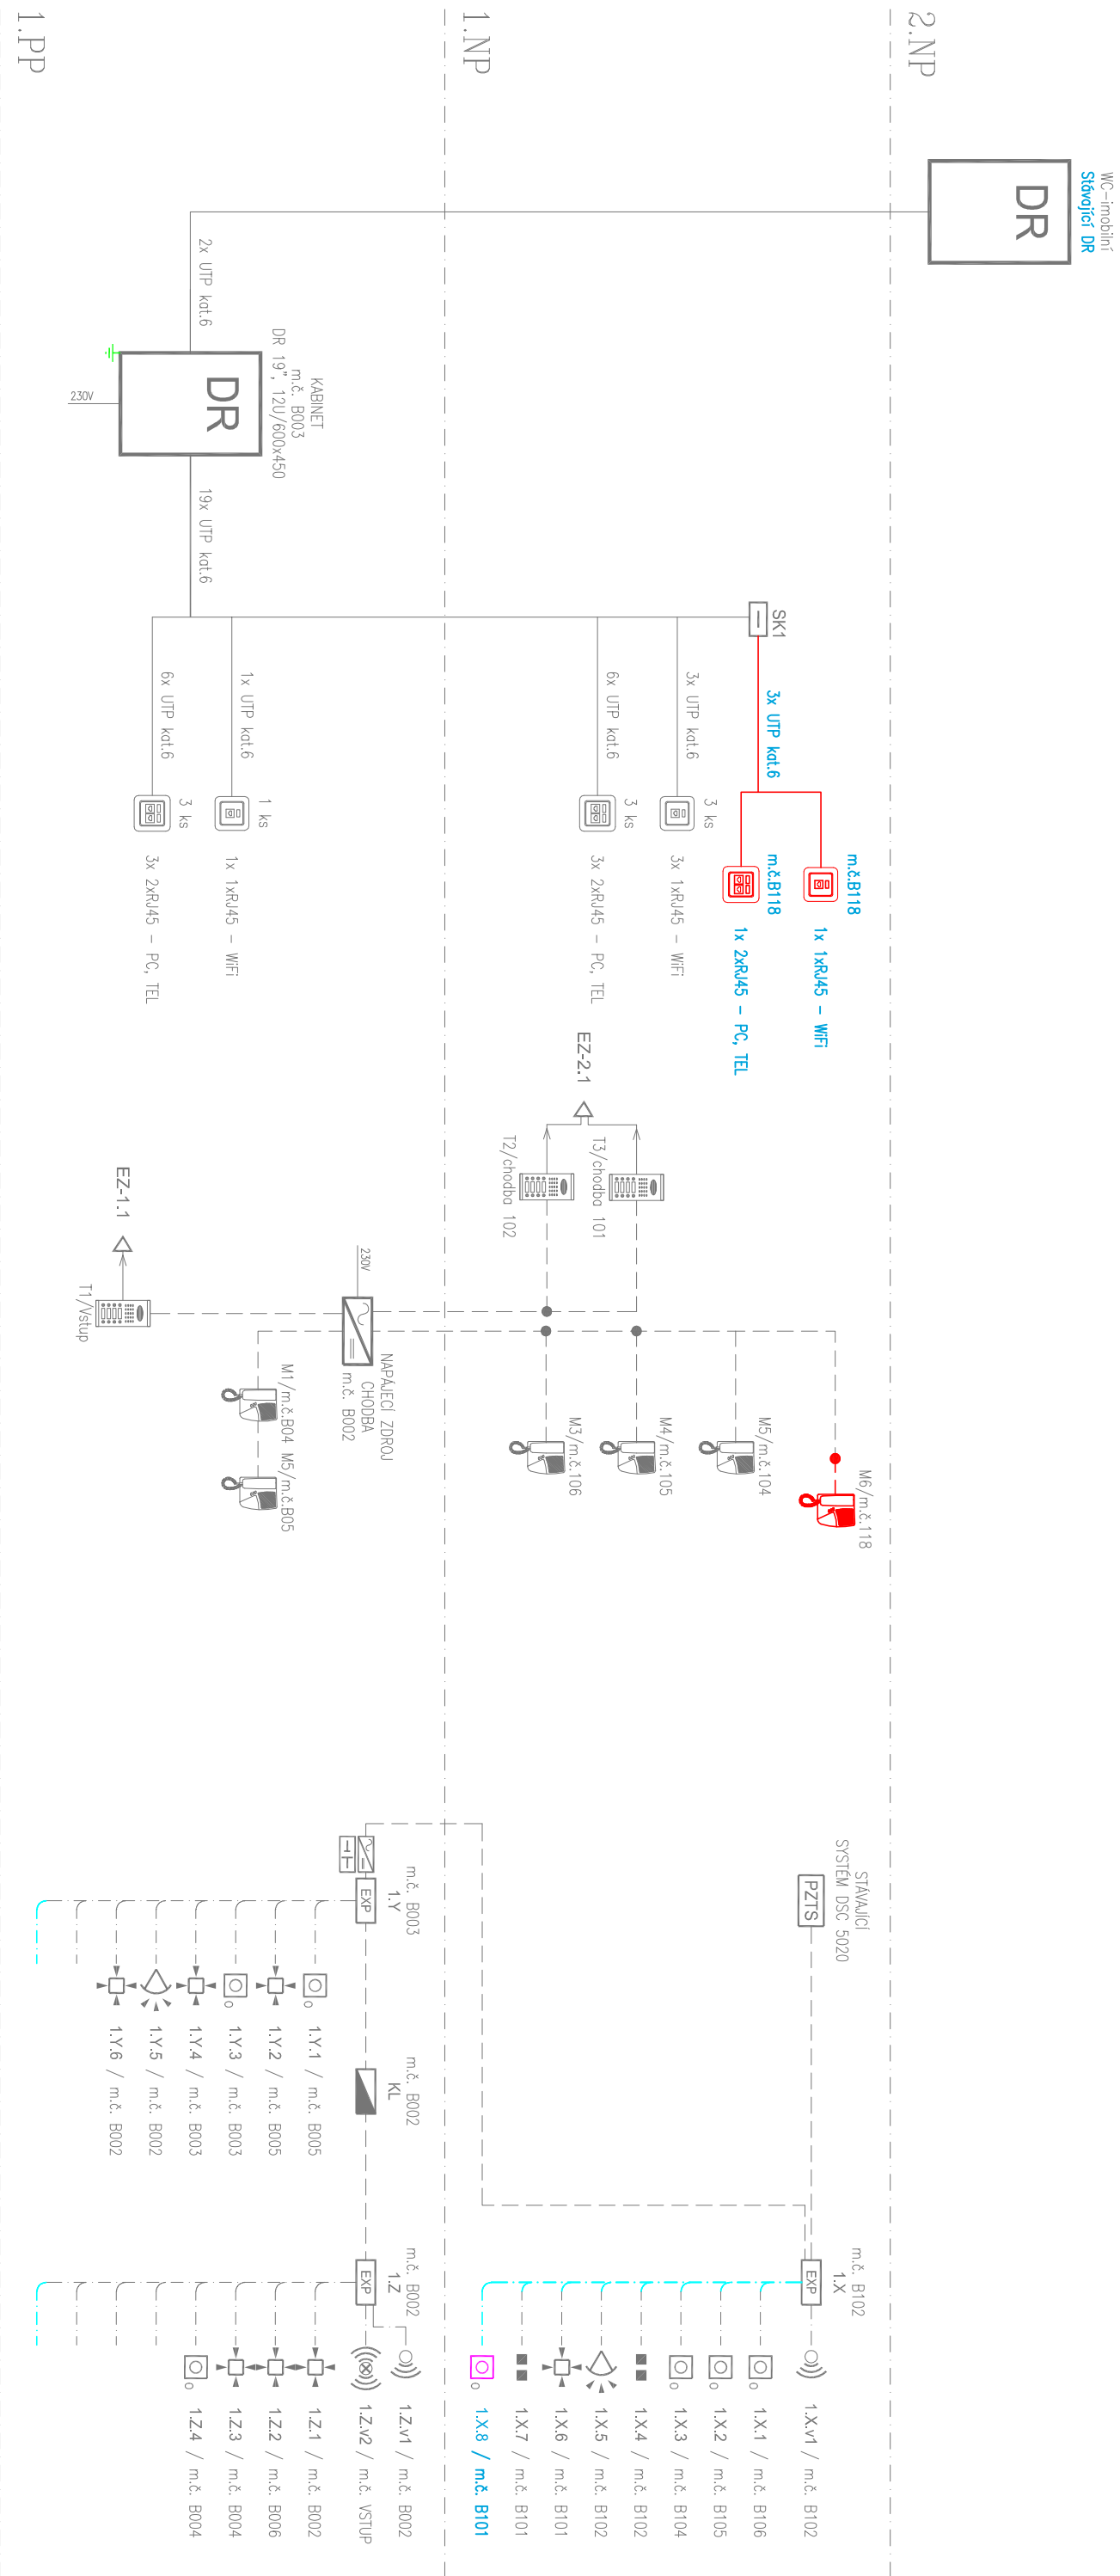 2.NP
WC-imobilní
Stávající DR
DR
1.NP
SK1
3x UTP kat.6
m.č.B118
1x 1xRJ45 - WiFi
m.č.B118
1x 2xRJ45 - PC, TEL
3x UTP kat.6
3 ks
3x 1xRJ45 - WiFi
6x UTP kat.6
3 ks
3x 2xRJ45 - PC, TEL
EZ-2.1
T3/chodba 101
T2/chodba 102
M6/m.č.118
M5/m.č.104
M4/m.č.105
M3/m.č.106
STÁVAJÍCÍ
SYSTÉM DSC 5020
PZTS
m.č. B102
1.X
EXP
1.X.v1 / m.č. B102
1.X.1 / m.č. B106
1.X.2 / m.č. B105
1.X.3 / m.č. B104
1.X.4 / m.č. B102
1.X.5 / m.č. B102
1.X.6 / m.č. B101
1.X.7 / m.č. B101
1.X.8 / m.č. B101
1.PP
2x UTP kat.6
KABINET
m.č. B003
DR 19", 12U/600x450
DR
230V
19x UTP kat.6
1x UTP kat.6
1 ks
1x 1xRJ45 - WiFi
6x UTP kat.6
3 ks
3x 2xRJ45 - PC, TEL
EZ-1.1
T1/Vstup
230V
NAPÁJECÍ ZDROJ
CHODBA
m.č. B002
M1/m.č.B04 M5/m.č.B05
m.č. B003
1.Y
EXP
1.Y.1 / m.č. B005
1.Y.2 / m.č. B005
1.Y.3 / m.č. B003
1.Y.4 / m.č. B003
1.Y.5 / m.č. B002
1.Y.6 / m.č. B002
m.č. B002
KL
m.č. B002
1.Z
EXP
1.Z.v1 / m.č. B002
1.Z.v2 / m.č. VSTUP
1.Z.1 / m.č. B002
1.Z.2 / m.č. B006
1.Z.3 / m.č. B004
1.Z.4 / m.č. B004